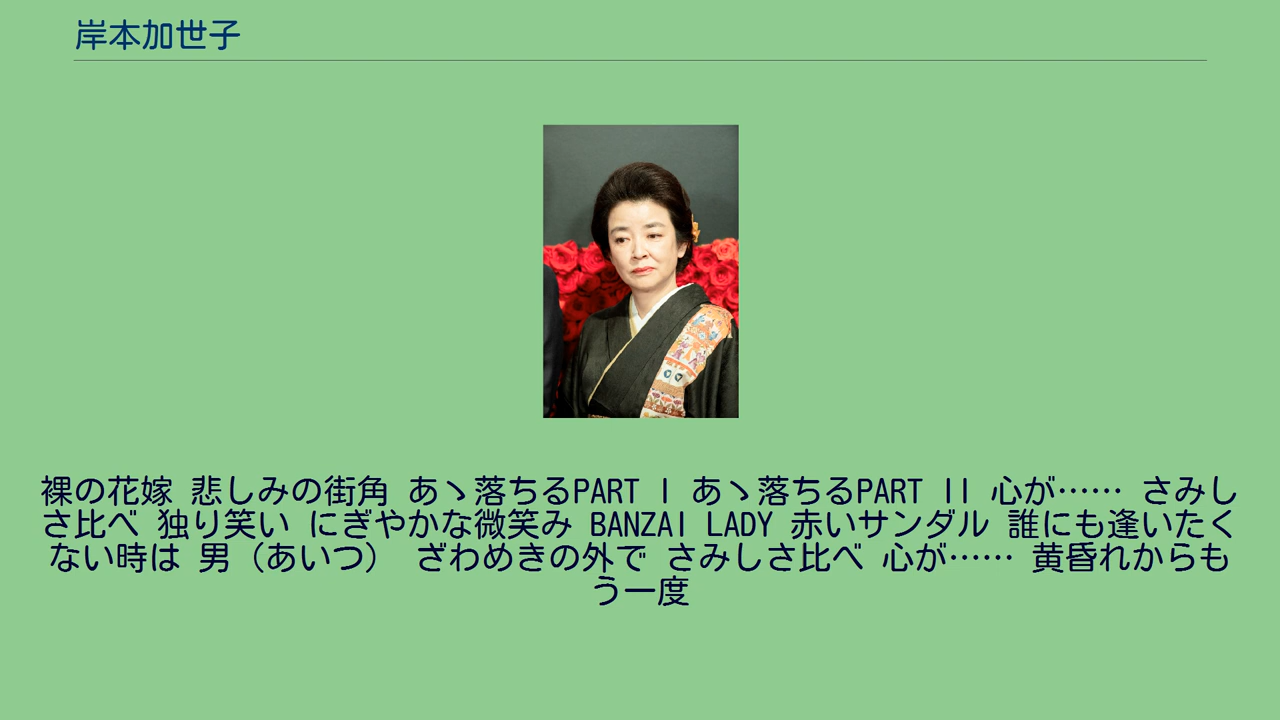 岸本加世子
裸の花嫁 悲しみの街角 あゝ落ちるPART I あゝ落ちるPART II 心が…… さみし
さ比べ 独り笑い にぎやかな微笑み BANZAI LADY 赤いサンダル 誰にも逢いたく
ない時は 男（あいつ） ざわめきの外で さみしさ比べ 心が…… 黄昏れからも
う一度